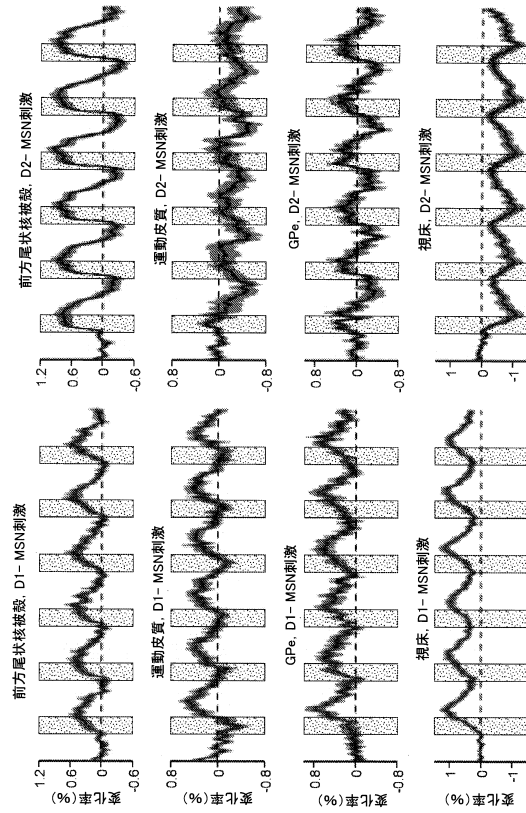 前方尾状核被殻, D1- MSN刺激
変化率(%)
1.2
0.6
0
-0.6
運動皮質, D1- MSN刺激
変化率(%)
0.8
0
-0.8
GPe, D1- MSN刺激
変化率(%)
0.8
0
-0.8
視床, D1- MSN刺激
変化率(%)
1
0
-1
前方尾状核被殻, D2- MSN刺激
1.2
0.6
0
-0.6
運動皮質, D2- MSN刺激
0.8
0
-0.8
GPe, D2- MSN刺激
0.8
0
-0.8
視床, D2- MSN刺激
1
0
-1